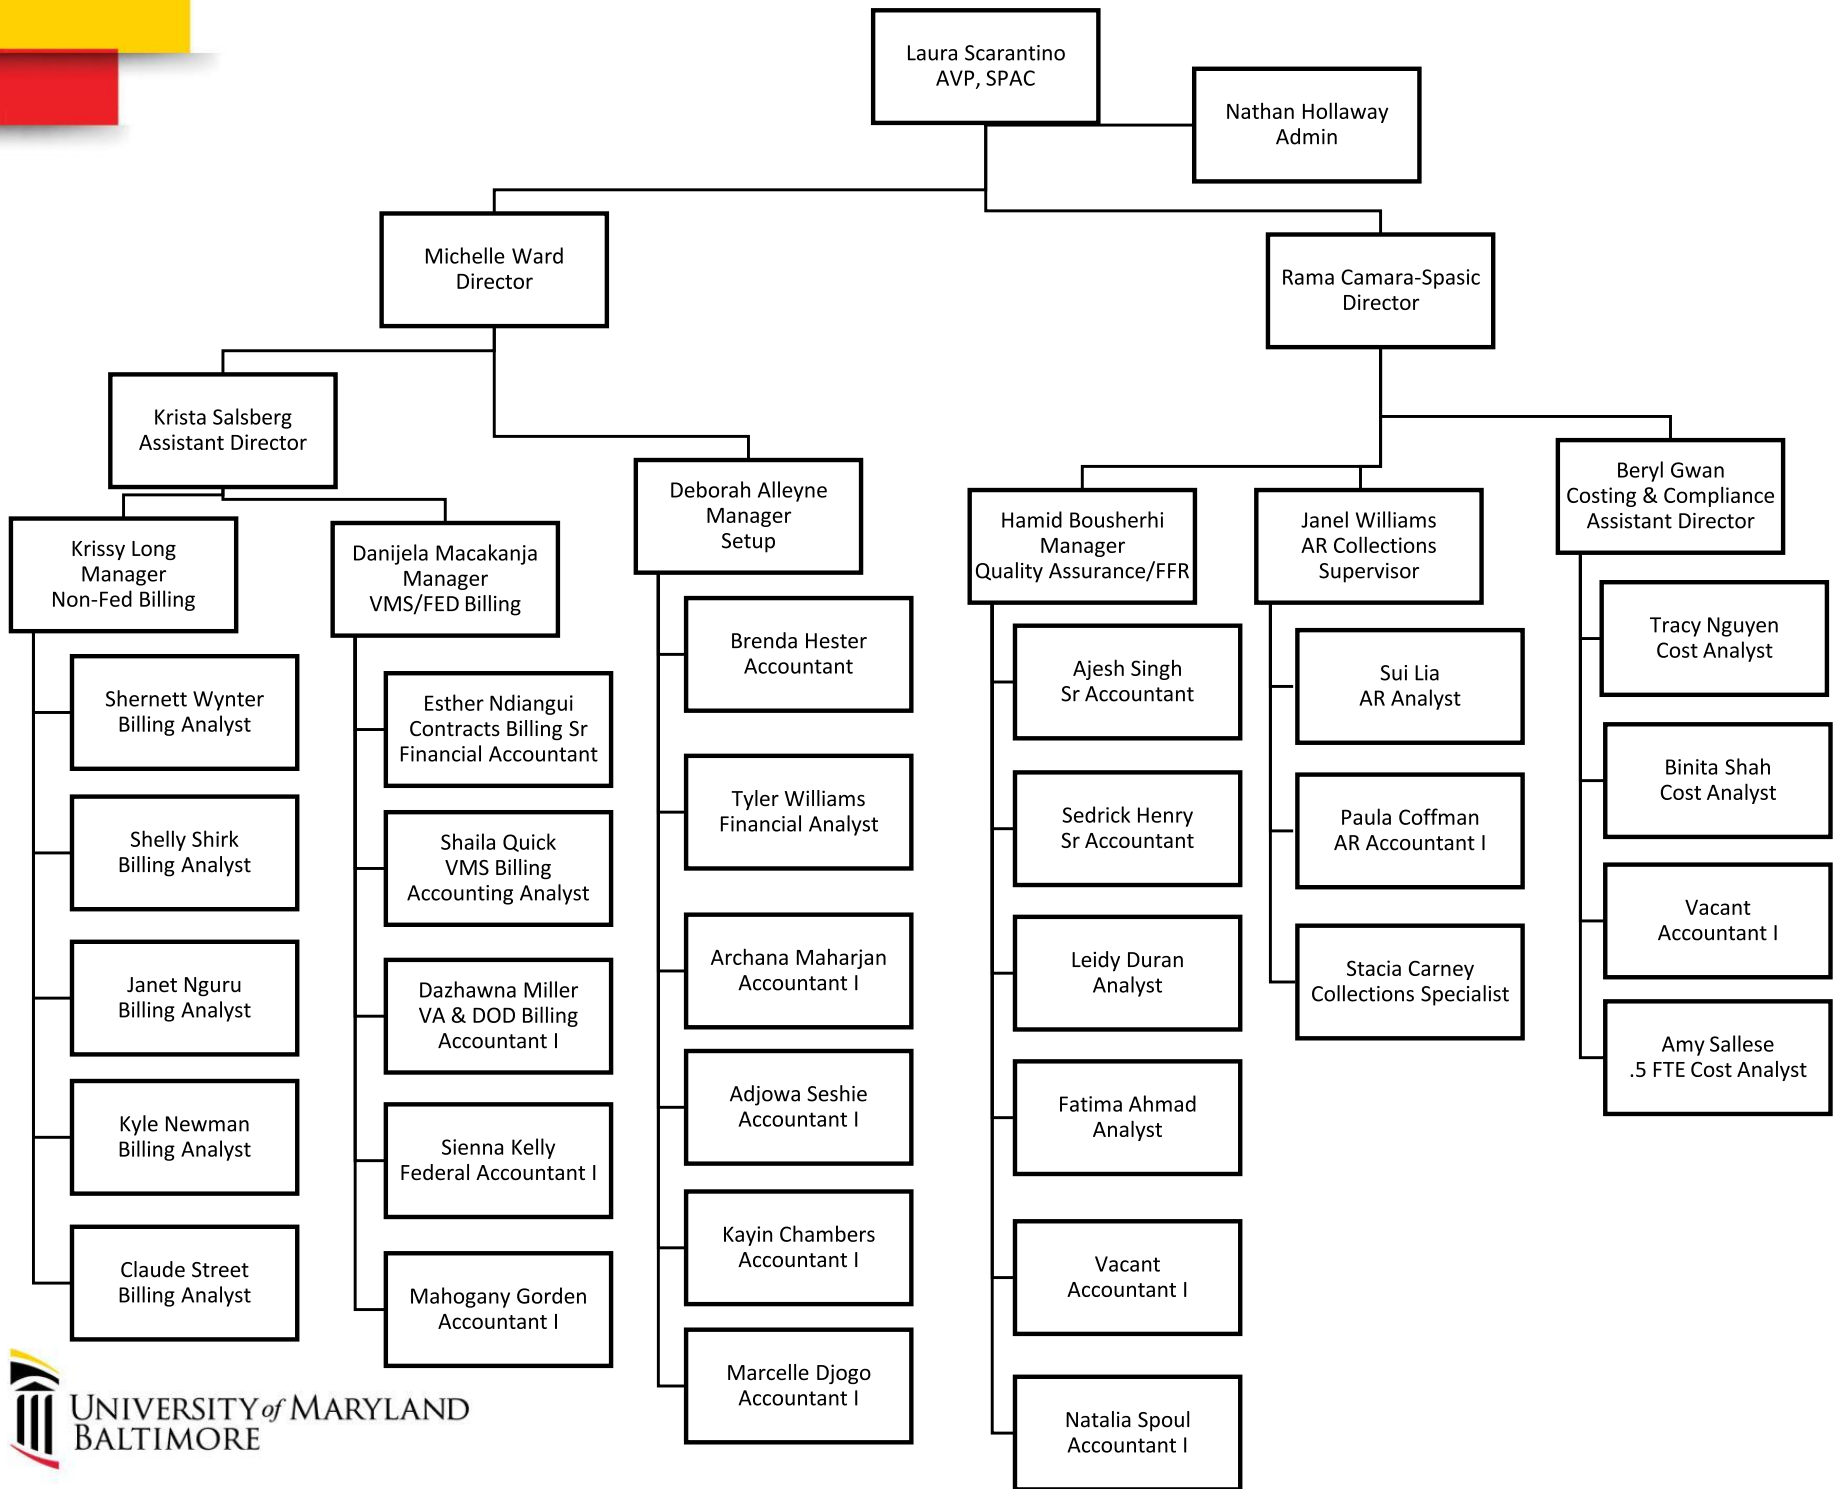 Laura Scarantino
AVP, SPAC
Nathan Hollaway
Admin
Michelle Ward
Director
Rama Camara-Spasic
Director
Krista Salsberg
Assistant Director
Krissy Long
Manager
Non-Fed Billing
Shernett Wynter
Billing Analyst
Shelly Shirk
Billing Analyst
Janet Nguru
Billing Analyst
Kyle Newman
Billing Analyst
Claude Street
Billing Analyst
Danijela Macakanja
Manager
VMS/FED Billing
Esther Ndiangui
Contracts Billing Sr
Financial Accountant
Shaila Quick
VMS Billing
Accounting Analyst
Dazhawna Miller
VA & DOD Billing
Accountant I
Sienna Kelly
Federal Accountant I
Mahogany Gorden
Accountant I
Deborah Alleyne
Manager
Setup
Brenda Hester
Accountant
Tyler Williams
Financial Analyst
Archana Maharjan
Accountant I
Adjowa Seshie
Accountant I
Kayin Chambers
Accountant I
Marcelle Djogo
Accountant I
Hamid Bousherhi
Manager
Quality Assurance/FFR
Ajesh Singh
Sr Accountant
Sedrick Henry
Sr Accountant
Leidy Duran
Analyst
Fatima Ahmad
Analyst
Vacant
Accountant I
Natalia Spoul
Accountant I
Janel Williams
AR Collections
Supervisor
Sui Lia
AR Analyst
Paula Coffman
AR Accountant I
Stacia Carney
Collections Specialist
Beryl Gwan
Costing & Compliance
Assistant Director
Tracy Nguyen
Cost Analyst
Binita Shah
Cost Analyst
Vacant
Accountant I
Amy Sallese
.5 FTE Cost Analyst
UNIVERSITY of MARYLAND
BALTIMORE